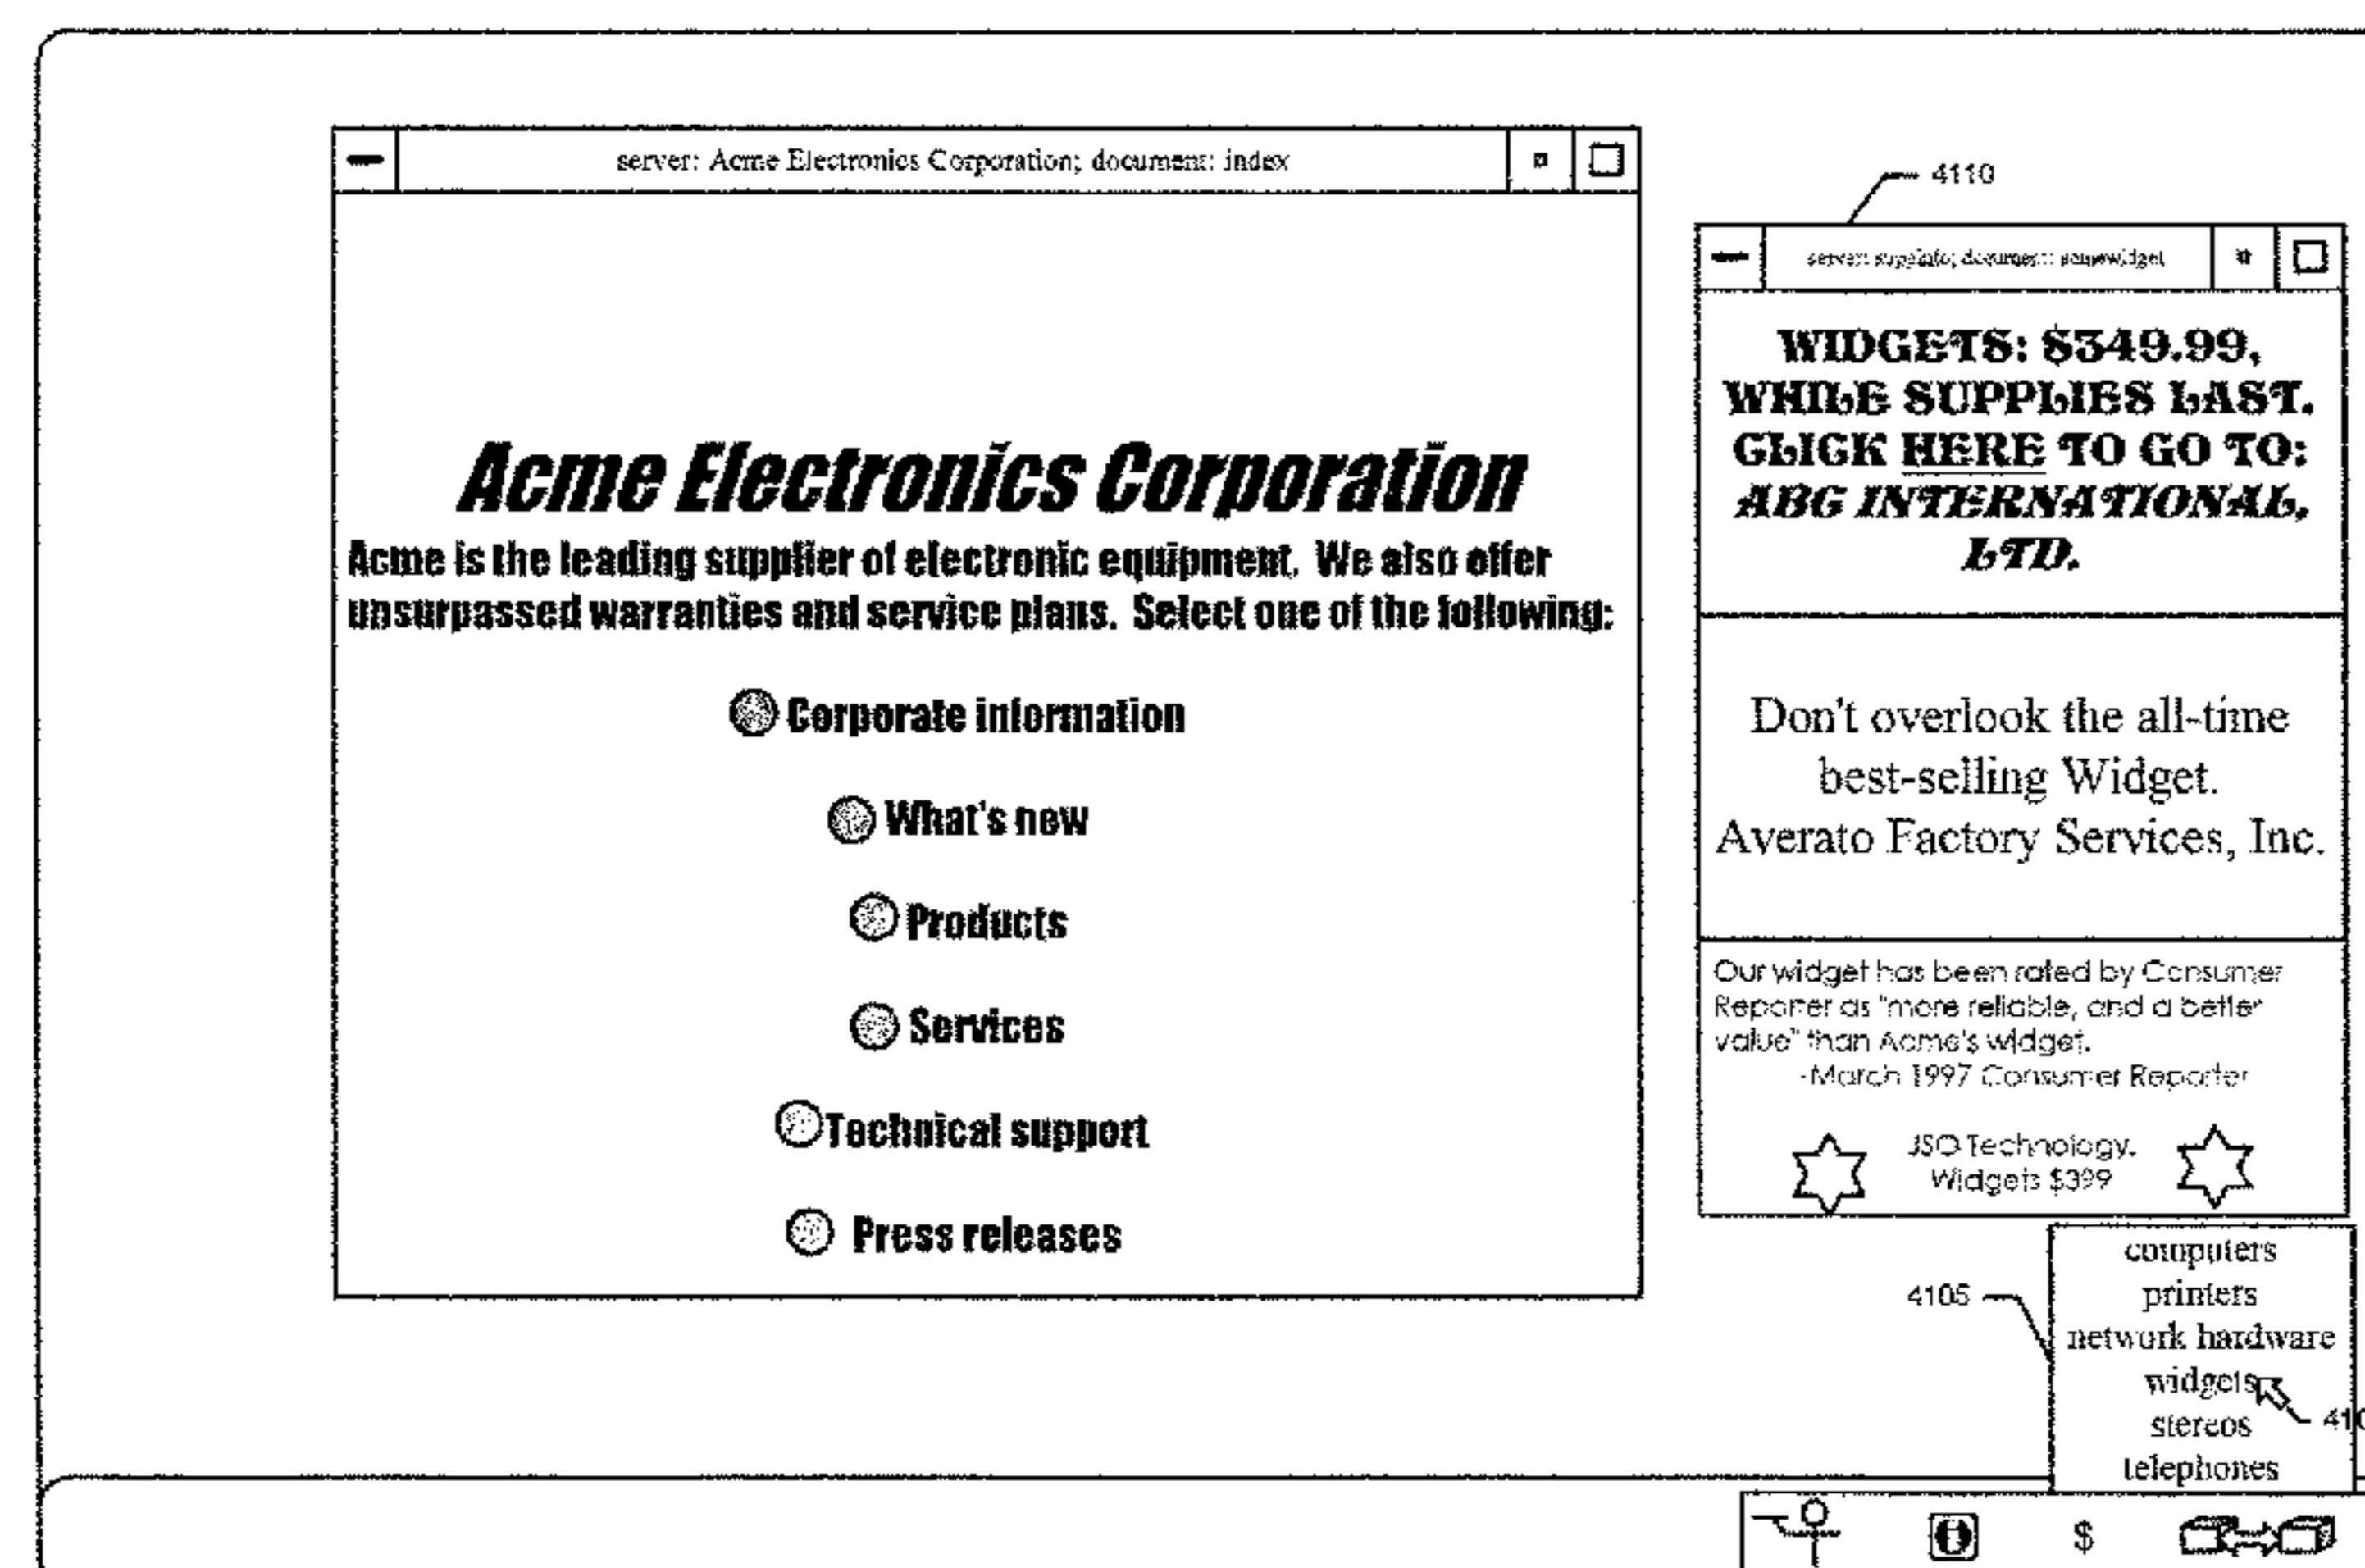 server: Acme Electronics Corporation; document: index
Acme Electronics Corporation
Acme is the leading supplier of electronic equipment. We also offer
unsurpassed warranties and service plans. Select one of the following:
Corporate information
What's new
Products
Services
Technical support
Press releases
4110
server: suppinfo; document: acmewidget
WIDGETS: $349.99,
WHILE SUPPLIES LAST.
CLICK HERE TO GO TO:
ABC INTERNATIONAL,
LTD.
Don't overlook the all-time
best-selling Widget.
Averato Factory Services, Inc.
Our widget has been rated by Consumer
Reporter as "more reliable, and a better
value" than Acme's widget.
-March 1997 Consumer Reporter
Technology.
Widgets $399
4105
computers
printers
network hardware
widgets
stereos
telephones
$